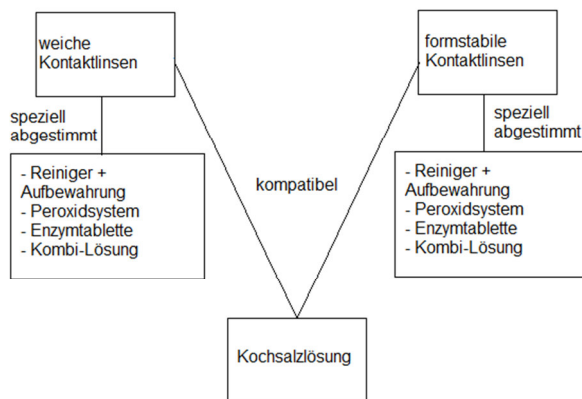 weiche
Kontaktlinsen
formstabile
Kontaktlinsen
speziell
abgestimmt
speziell
abgestimmt
- Reiniger +
Aufbewahrung
- Peroxidsystem
- Enzymtablette
- Kombi-Lösung
kompatibel
- Reiniger +
Aufbewahrung
- Peroxidsystem
- Enzymtablette
- Kombi-Lösung
Kochsalzlösung